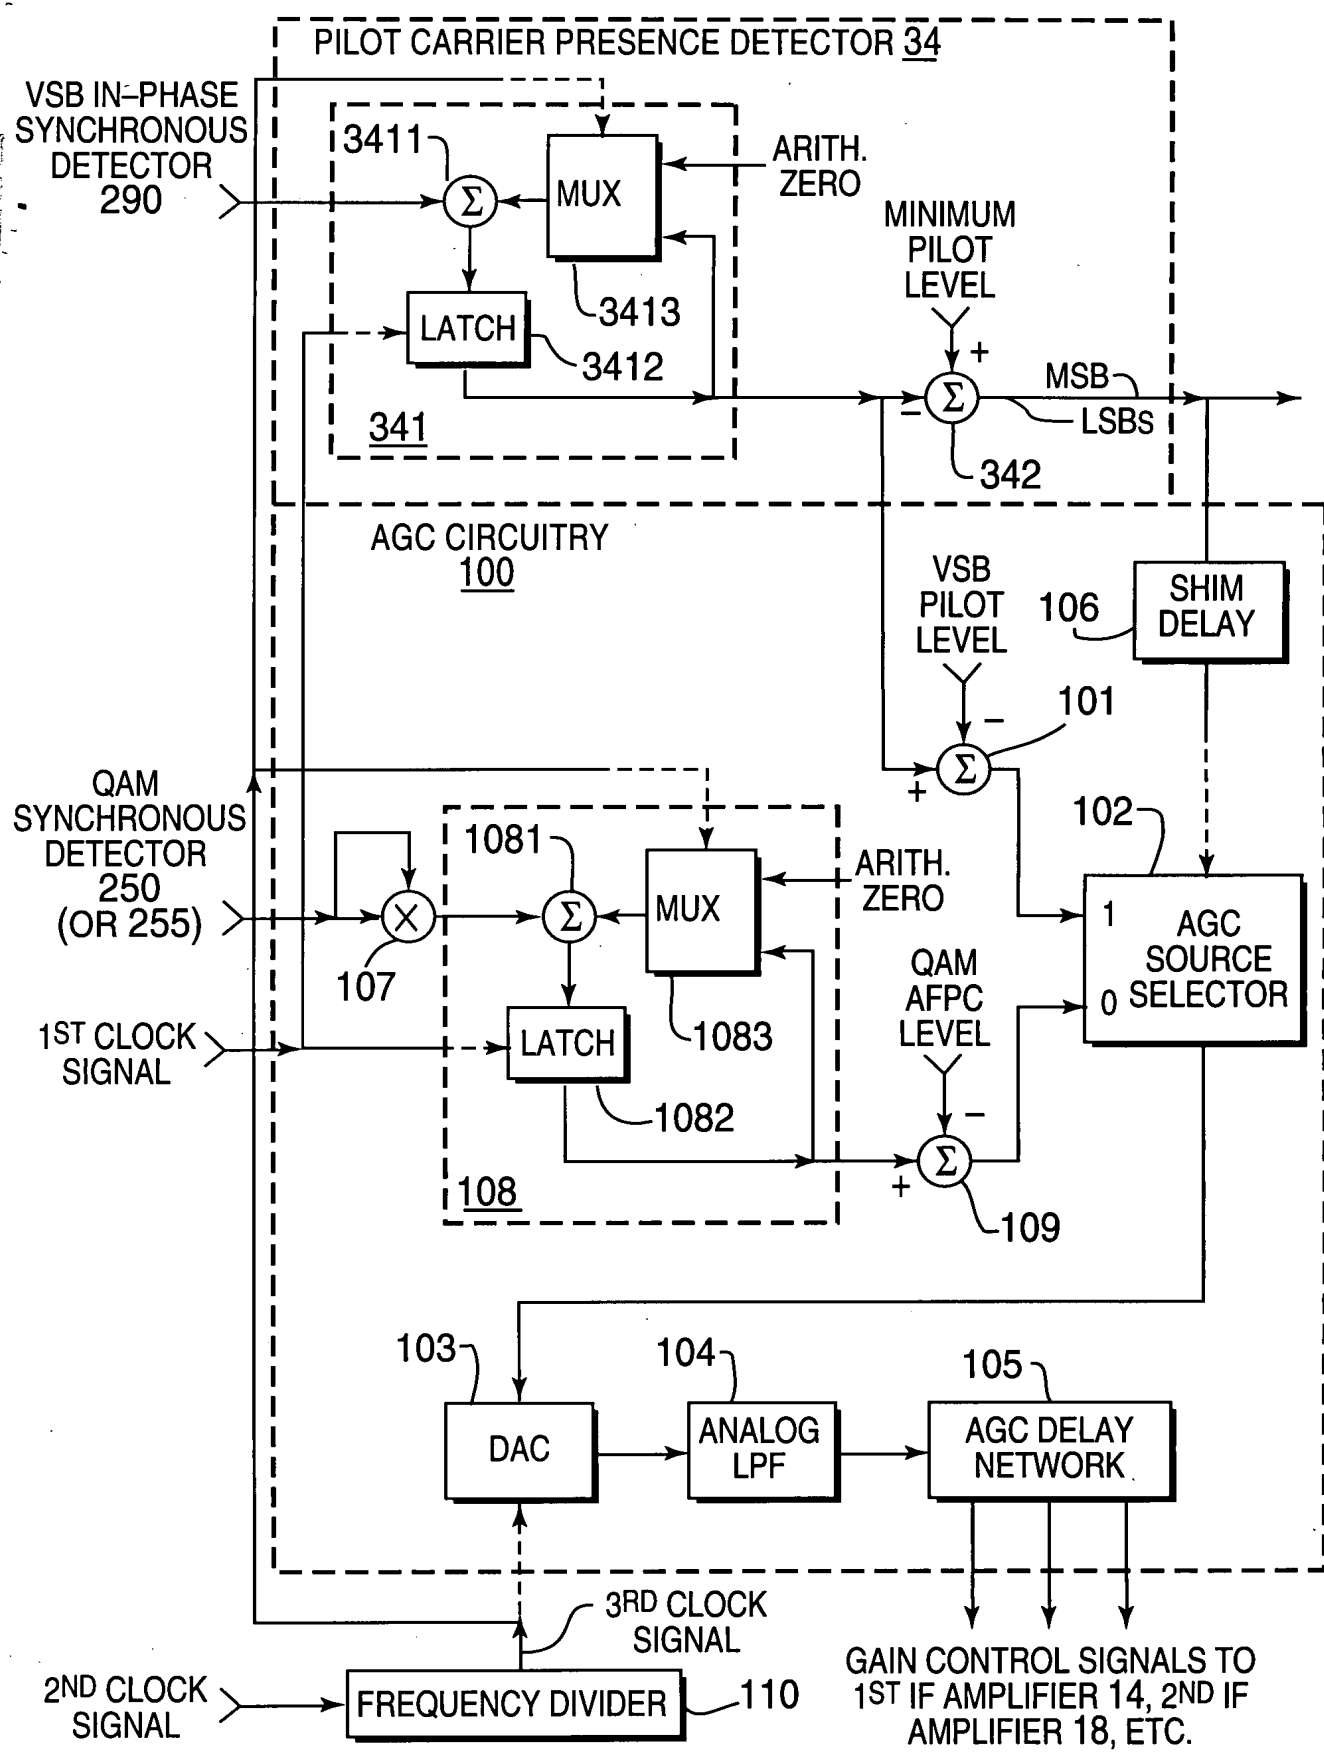 PILOT CARRIER PRESENCE DETECTOR 34
VSB IN-PHASE
SYNCHRONOUS
DETECTOR
290
3411
Σ
MUX
ARITH.
ZERO
3413
LATCH
3412
341
MINIMUM
PILOT
LEVEL
+
−
Σ
MSB
LSBs
342
AGC CIRCUITRY
100
VSB
PILOT
LEVEL
106
SHIM
DELAY
−
101
Σ
+
QAM
SYNCHRONOUS
DETECTOR
250
(OR 255)
107
X
1081
Σ
MUX
ARITH.
ZERO
1083
LATCH
1082
108
1ST CLOCK
SIGNAL
QAM
AFPC
LEVEL
−
Σ
+
109
102
1
0
AGC
SOURCE
SELECTOR
103
DAC
104
ANALOG
LPF
105
AGC DELAY
NETWORK
3RD CLOCK
SIGNAL
2ND CLOCK
SIGNAL
FREQUENCY DIVIDER
110
GAIN CONTROL SIGNALS TO
1ST IF AMPLIFIER 14, 2ND IF
AMPLIFIER 18, ETC.